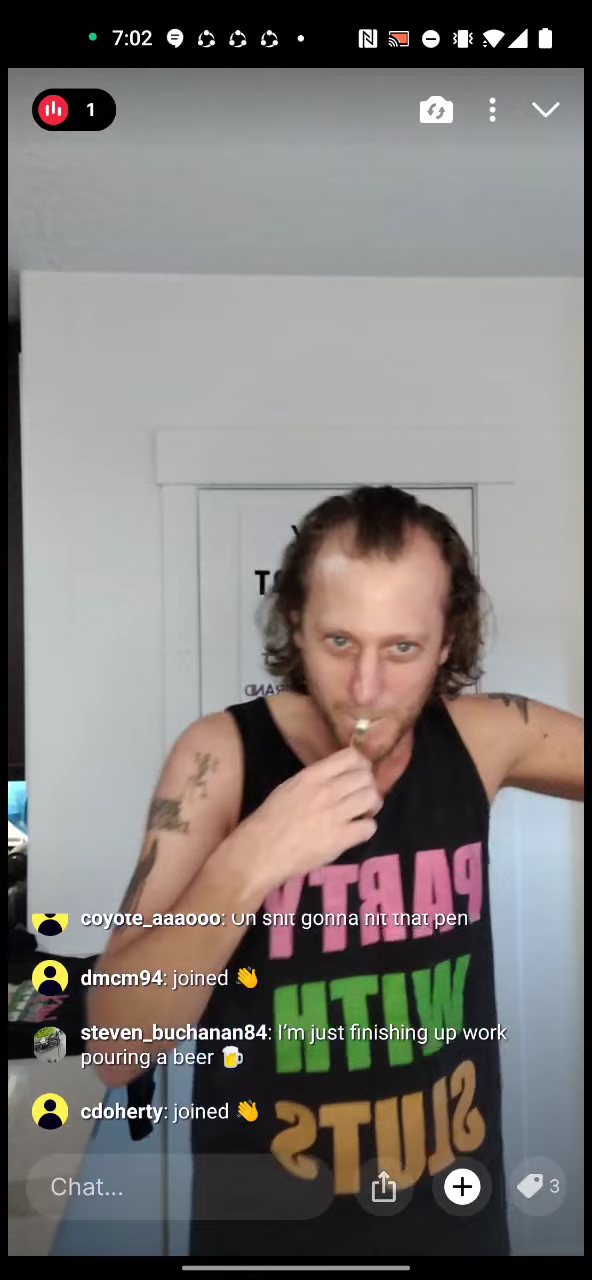 7:02
1
PARTY
WITH
SLUTS
coyote_aaaooo: Oh shit gonna hit that pen
dmcm94: joined 👋
steven_buchanan84: I'm just finishing up work
pouring a beer 🍺
cdoherty: joined 👋
Chat...
3